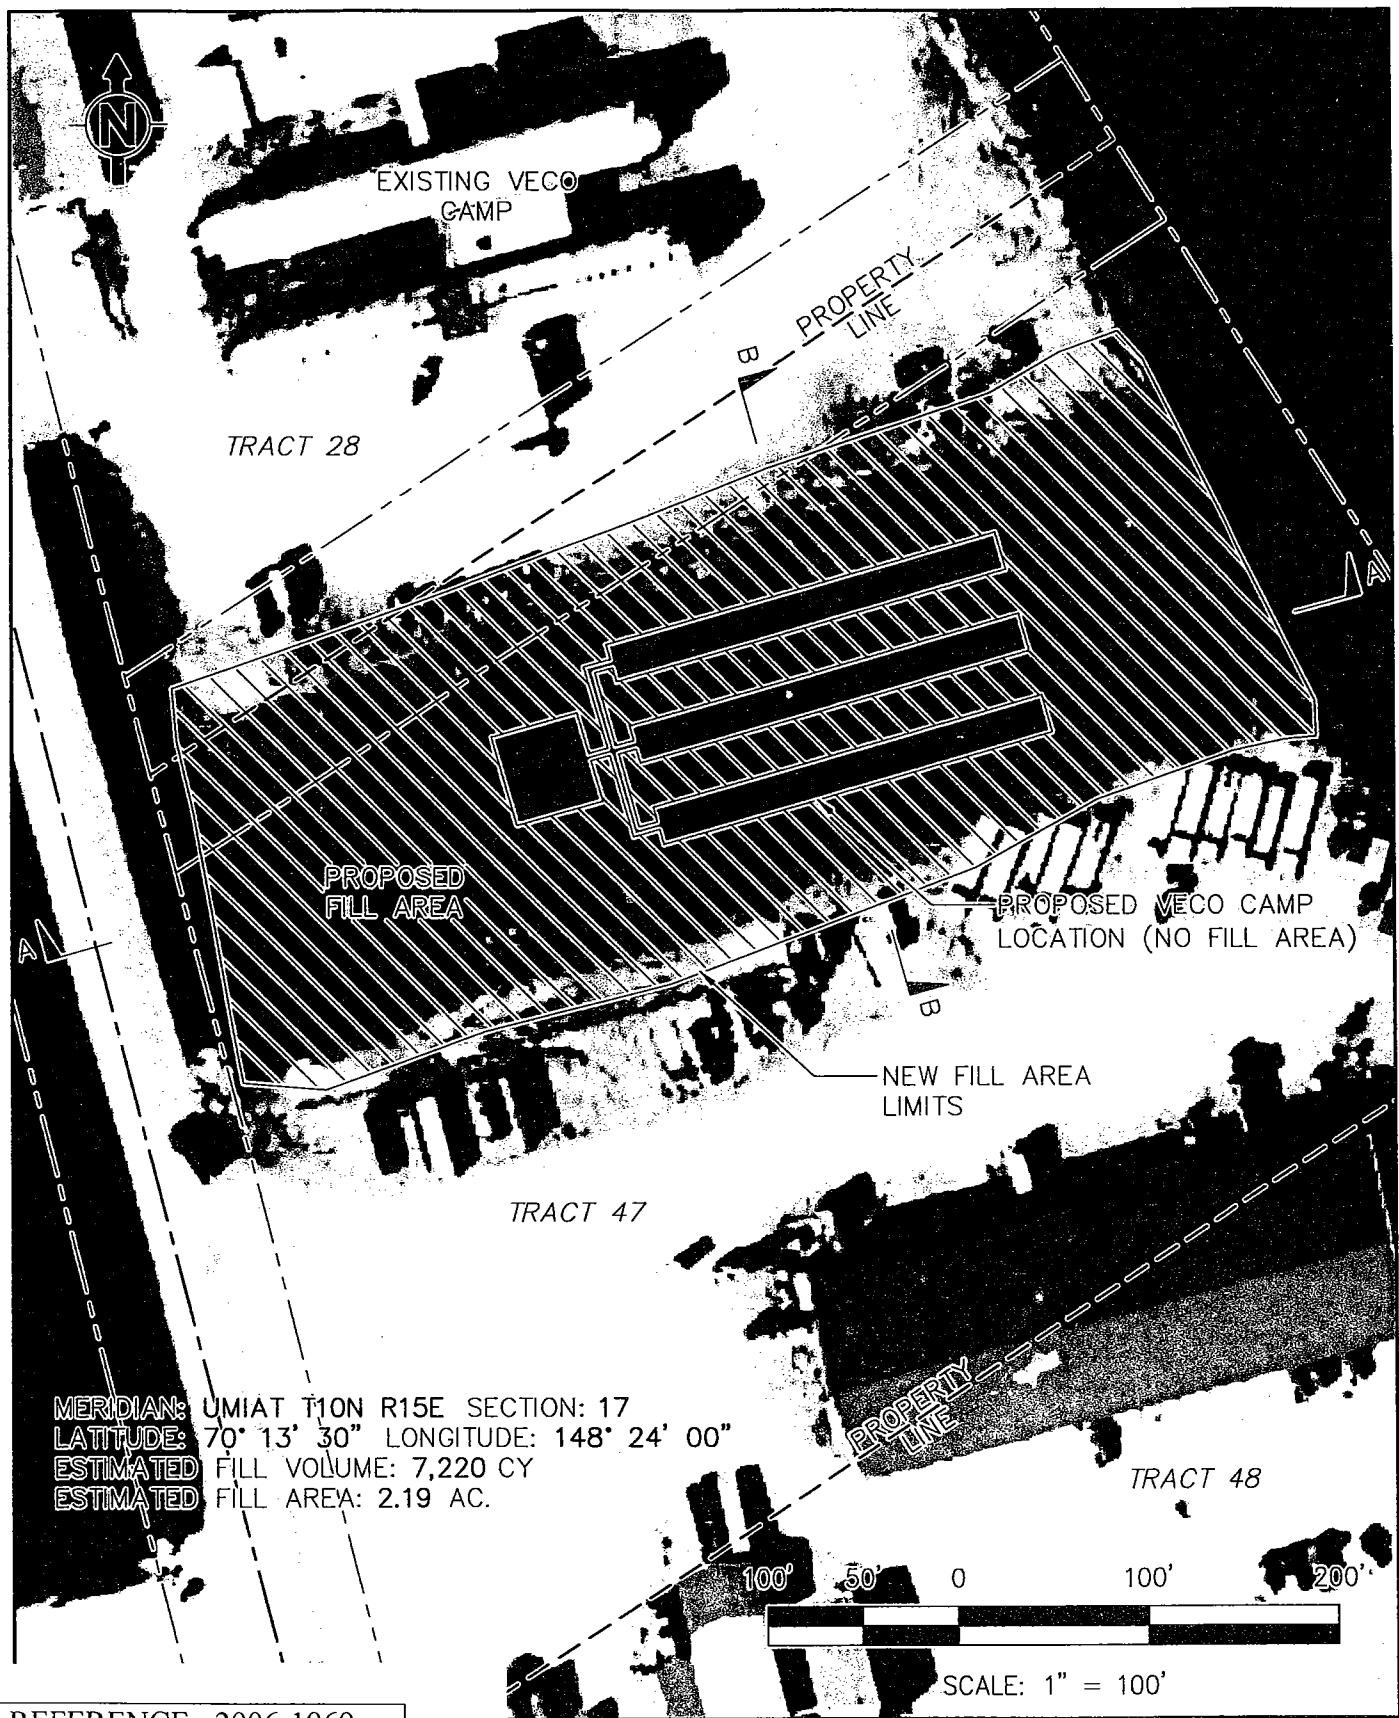 N
EXISTING VECO
CAMP
PROPERTY
LINE
B
TRACT 28
A
PROPOSED
FILL AREA
A
PROPOSED VECO CAMP
LOCATION (NO FILL AREA)
B
NEW FILL AREA
LIMITS
TRACT 47
MERIDIAN: UMIAT T10N R15E SECTION: 17
LATITUDE: 70° 13' 30" LONGITUDE: 148° 24' 00"
ESTIMATED FILL VOLUME: 7,220 CY
ESTIMATED FILL AREA: 2.19 AC.
PROPERTY
LINE
TRACT 48
100' 50' 0 100' 200'
SCALE: 1" = 100'